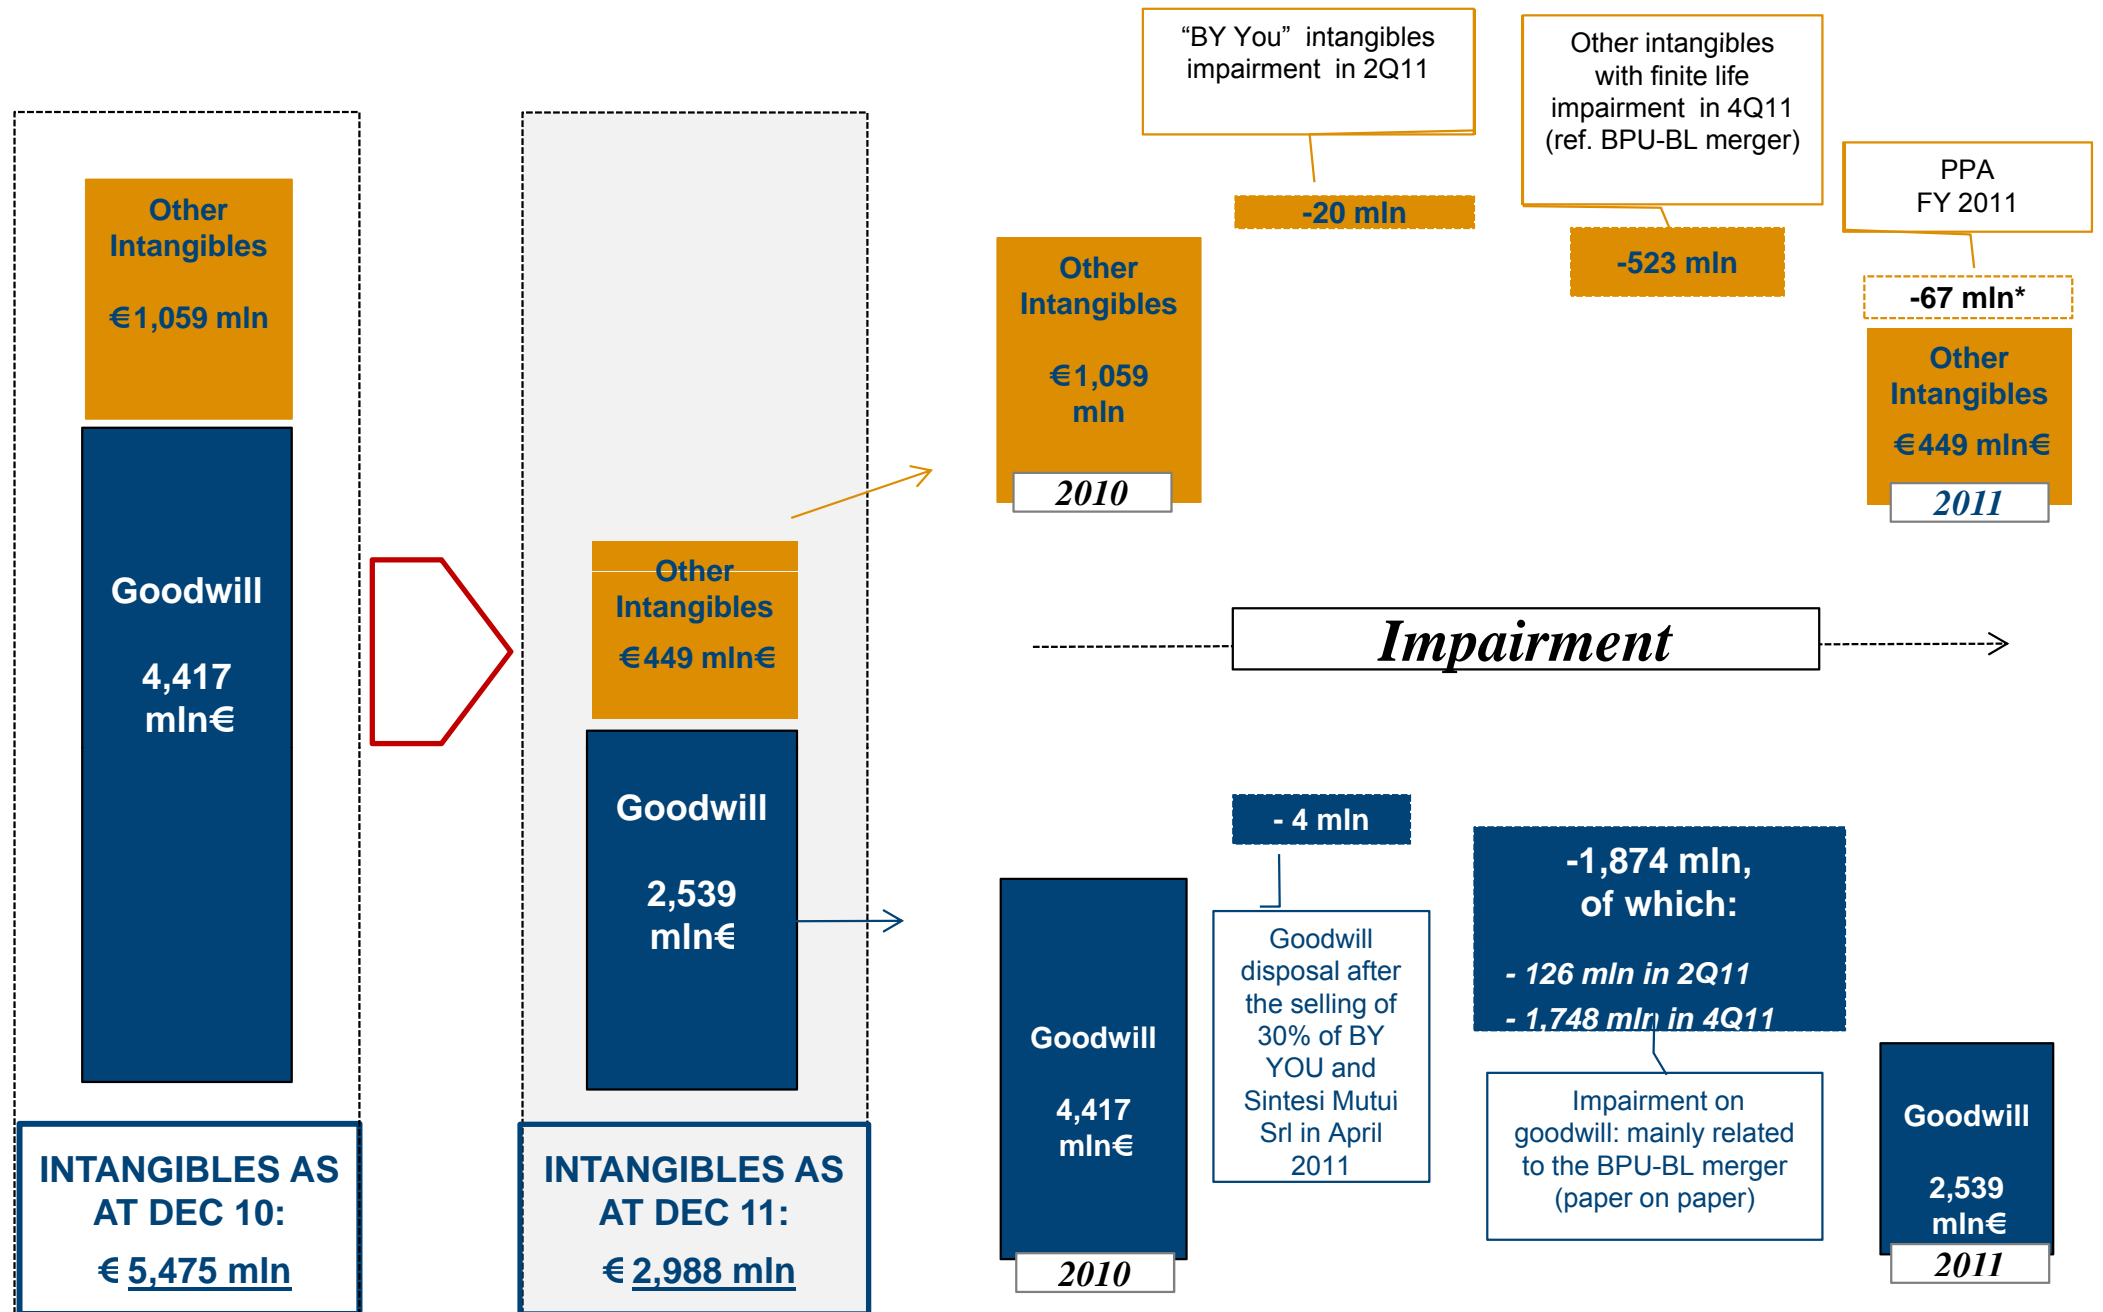 Other
Intangibles
€1,059 mln
Goodwill
4,417
mln€
INTANGIBLES AS
AT DEC 10:
€ 5,475 mln
Other
Intangibles
€449 mln€
Goodwill
2,539
mln€
INTANGIBLES AS
AT DEC 11:
€ 2,988 mln
“BY You” intangibles
impairment in 2Q11
-20 mln
Other intangibles
with finite life
impairment in 4Q11
(ref. BPU-BL merger)
-523 mln
PPA
FY 2011
-67 mln*
Other
Intangibles
€1,059
mln
2010
Other
Intangibles
€449 mln€
2011
Impairment
- 4 mln
Goodwill
disposal after
the selling of
30% of BY
YOU and
Sintesi Mutui
Srl in April
2011
-1,874 mln,
of which:
- 126 mln in 2Q11
- 1,748 mln in 4Q11
Impairment on
goodwill: mainly related
to the BPU-BL merger
(paper on paper)
Goodwill
4,417
mln€
2010
Goodwill
2,539
mln€
2011